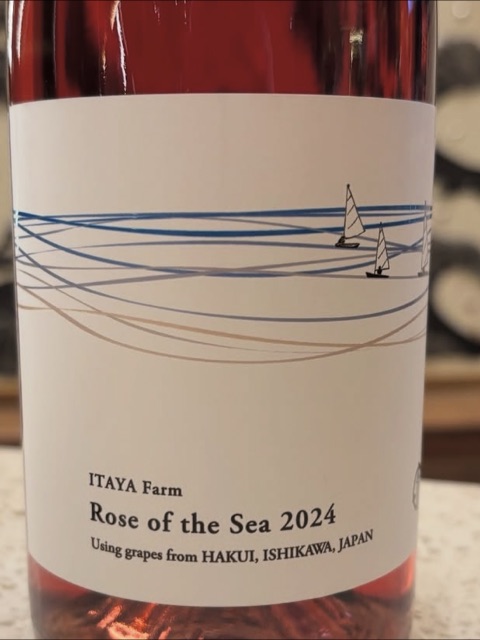 ITAYA Farm
Rose of the Sea 2024
Using grapes from HAKUI, ISHIKAWA, JAPAN